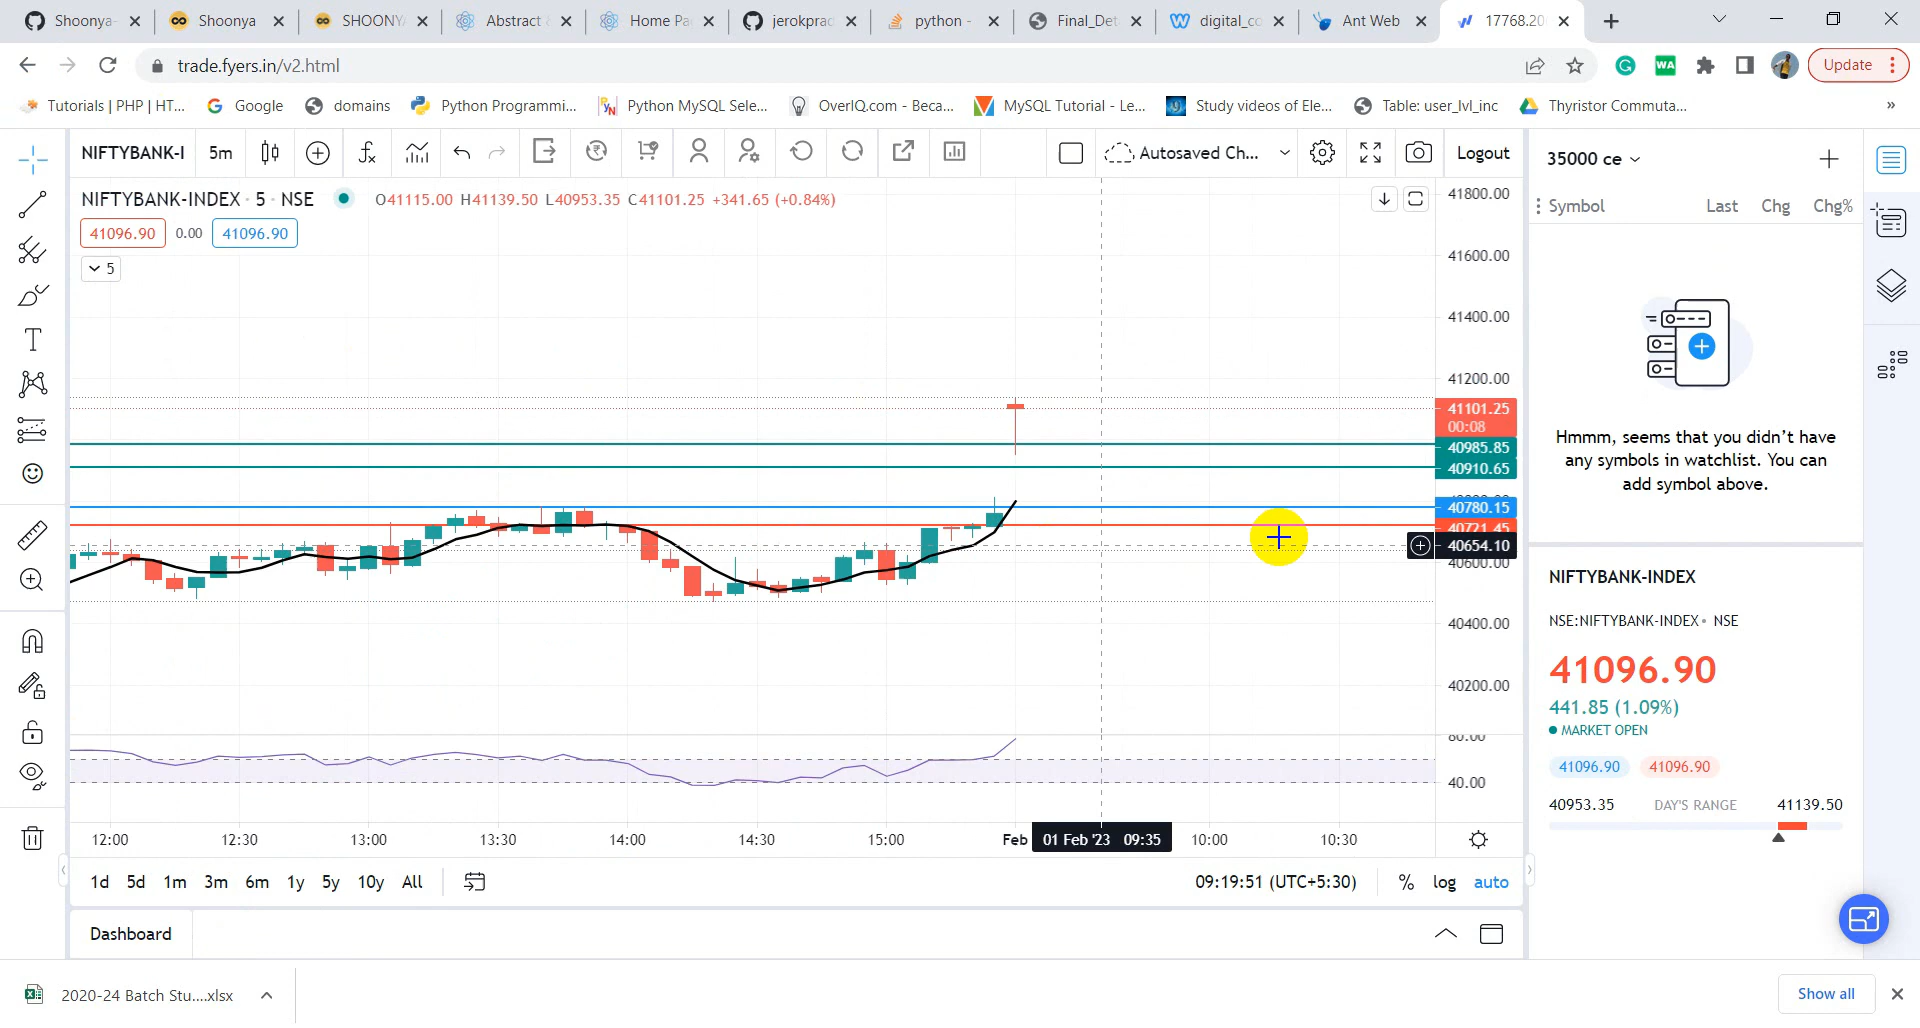 Shoonya-
Shoonya
SHOONY
Abstract
Home Pa
jerokprad
python -
Final_Det
digital_co
Ant Web
17768.20
trade.fyers.in/v2.html
Update
Tutorials | PHP | HT...
Google
domains
Python Programmi...
Python MySQL Sele...
OverIQ.com - Beca...
MySQL Tutorial - Le...
Study videos of Ele...
Table: user_lvl_inc
Thyristor Commuta...
»
NIFTYBANK-I
5m
Autosaved Ch...
Logout
35000 ce
NIFTYBANK-INDEX · 5 · NSE
O41115.00 H41139.50 L40953.35 C41101.25 +341.65 (+0.84%)
41096.90
0.00
41096.90
5
Symbol
Last
Chg
Chg%
41800.00
41600.00
41400.00
41200.00
41101.25
00:08
40985.85
40910.65
40780.15
40721.45
40654.10
40600.00
40400.00
40200.00
60.00
40.00
Hmmm, seems that you didn't have
any symbols in watchlist. You can
add symbol above.
NIFTYBANK-INDEX
NSE:NIFTYBANK-INDEX • NSE
41096.90
441.85 (1.09%)
MARKET OPEN
41096.90
41096.90
40953.35
DAY'S RANGE
41139.50
12:00
12:30
13:00
13:30
14:00
14:30
15:00
Feb
01 Feb '23 09:35
10:00
10:30
1d
5d
1m
3m
6m
1y
5y
10y
All
09:19:51 (UTC+5:30)
%
log
auto
Dashboard
2020-24 Batch Stu....xlsx
Show all